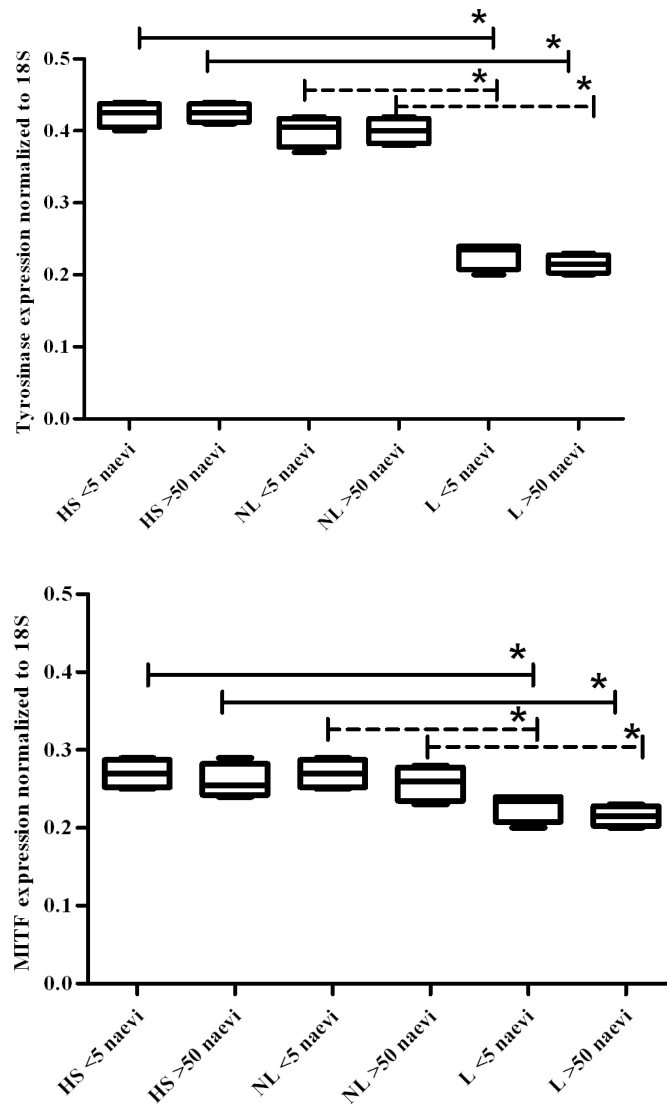 *
*
*
*
Tyrosinase expression normalized to 18S
0.5
0.4
0.3
0.2
0.1
0.0
HS <5 naevi
HS >50 naevi
NL <5 naevi
NL >50 naevi
L <5 naevi
L >50 naevi
*
*
*
*
MITF expression normalized to 18S
0.5
0.4
0.3
0.2
0.1
0.0
HS <5 naevi
HS >50 naevi
NL <5 naevi
NL >50 naevi
L <5 naevi
L >50 naevi